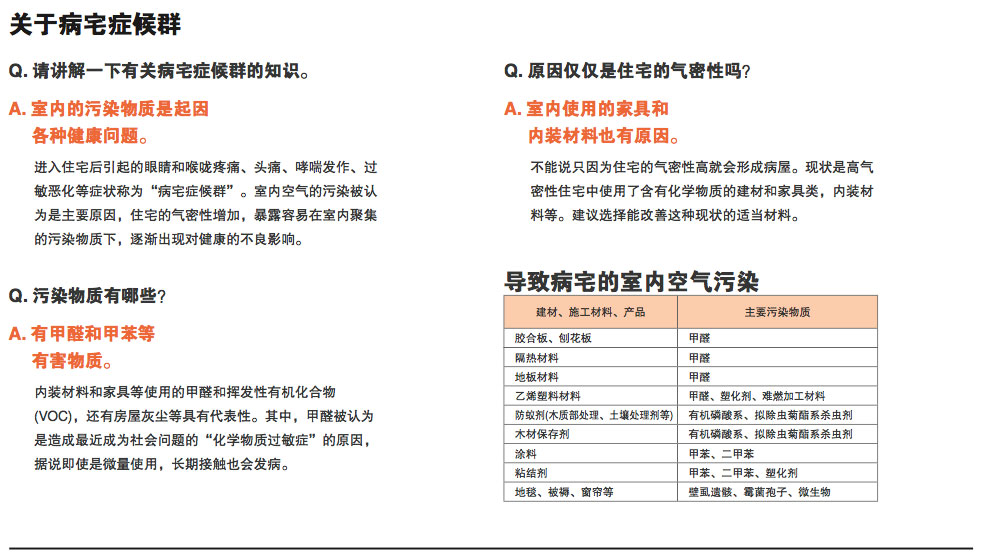 关于病宅症候群
Q. 请讲解一下有关病宅症候群的知识。
A. 室内的污染物质是起因
各种健康问题。
进入住宅后引起的眼睛和喉咙疼痛、头痛、哮喘发作、过
敏恶化等症状称为“病宅症候群”。室内空气的污染被认
为是主要原因，住宅的气密性增加，暴露容易在室内聚集
的污染物质下，逐渐出现对健康的不良影响。
Q. 污染物质有哪些?
A. 有甲醛和甲苯等
有害物质。
内装材料和家具等使用的甲醛和挥发性有机化合物
(VOC)，还有房屋灰尘等具有代表性。其中，甲醛被认为
是造成最近成为社会问题的“化学物质过敏症”的原因，
据说即使是微量使用，长期接触也会发病。
Q. 原因仅仅是住宅的气密性吗?
A. 室内使用的家具和
内装材料也有原因。
不能说只因为住宅的气密性高就会形成病屋。现状是高气
密性住宅中使用了含有化学物质的建材和家具类，内装材
料等。建议选择能改善这种现状的适当材料。
导致病宅的室内空气污染
建材、施工材料、产品 主要污染物质
胶合板、刨花板 甲醛
隔热材料 甲醛
地板材料 甲醛
乙烯塑料材料 甲醛、塑化剂、难燃加工材料
防蚁剂(木质部处理、土壤处理剂等) 有机磷酸系、拟除虫菊酯系杀虫剂
木材保存剂 有机磷酸系、拟除虫菊酯系杀虫剂
涂料 甲苯、二甲苯
粘结剂 甲苯、二甲苯、塑化剂
地毯、被褥、窗帘等 壁虱遗骸、霉菌孢子、微生物